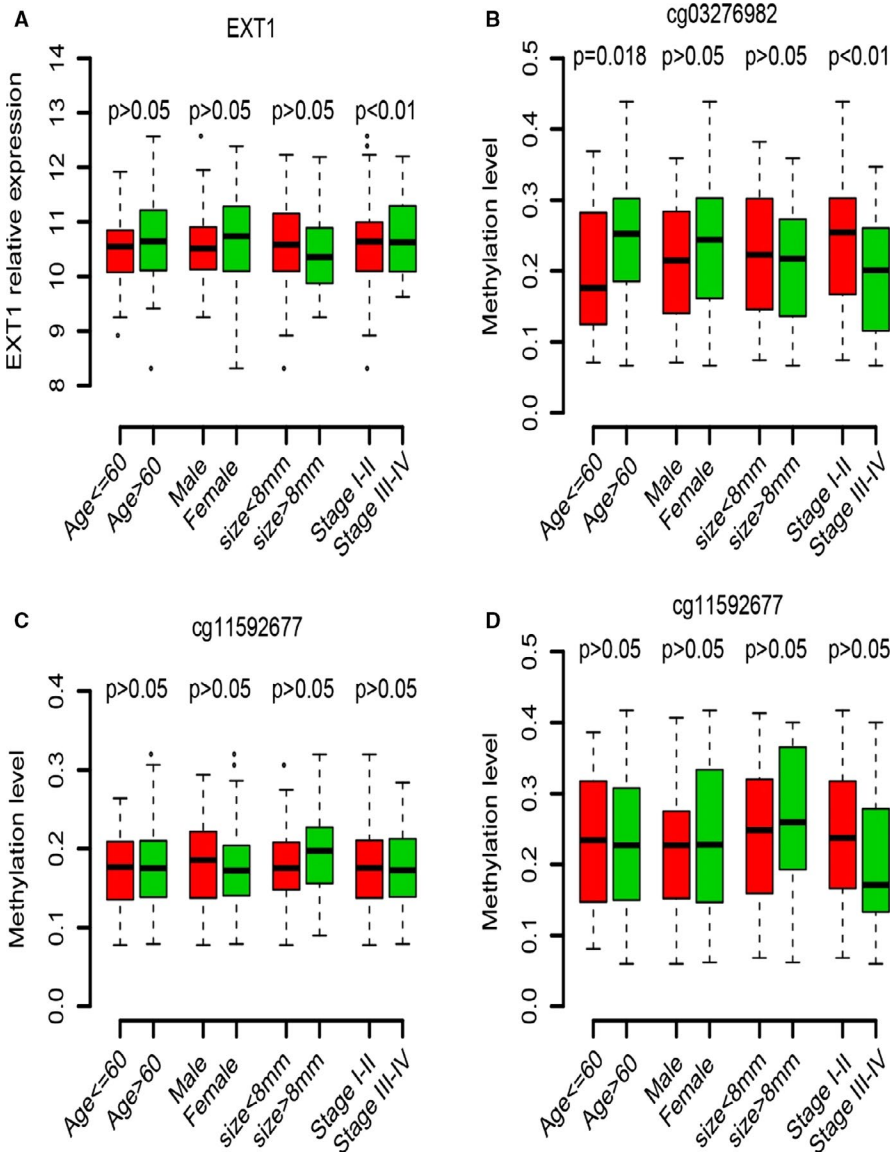 A
EXT1
EXT1 relative expression
14
13
12
11
10
9
8
p>0.05 p>0.05 p>0.05 p<0.01
Age<=60 Age>60 Male Female size<8mm size>8mm Stage I-II Stage III-IV
B
cg03276982
Methylation level
0.5
0.4
0.3
0.2
0.1
0.0
p=0.018 p>0.05 p>0.05 p<0.01
Age<=60 Age>60 Male Female size<8mm size>8mm Stage I-II Stage III-IV
C
cg11592677
Methylation level
0.4
0.3
0.2
0.1
0.0
p>0.05 p>0.05 p>0.05 p>0.05
Age<=60 Age>60 Male Female size<8mm size>8mm Stage I-II Stage III-IV
D
cg11592677
Methylation level
0.5
0.4
0.3
0.2
0.1
0.0
p>0.05 p>0.05 p>0.05 p>0.05
Age<=60 Age>60 Male Female size<8mm size>8mm Stage I-II Stage III-IV